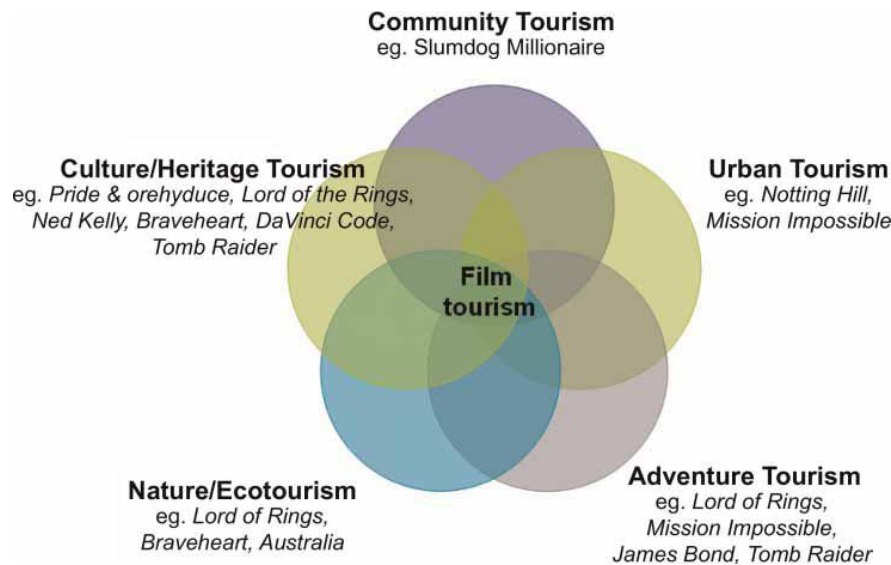 Community Tourism
eg. Slumdog Millionaire
Culture/Heritage Tourism
eg. Pride & orehyduce, Lord of the Rings,
Ned Kelly, Braveheart, DaVinci Code,
Tomb Raider
Urban Tourism
eg. Notting Hill,
Mission Impossible
Film
tourism
Nature/Ecotourism
eg. Lord of Rings,
Braveheart, Australia
Adventure Tourism
eg. Lord of Rings,
Mission Impossible,
James Bond, Tomb Raider